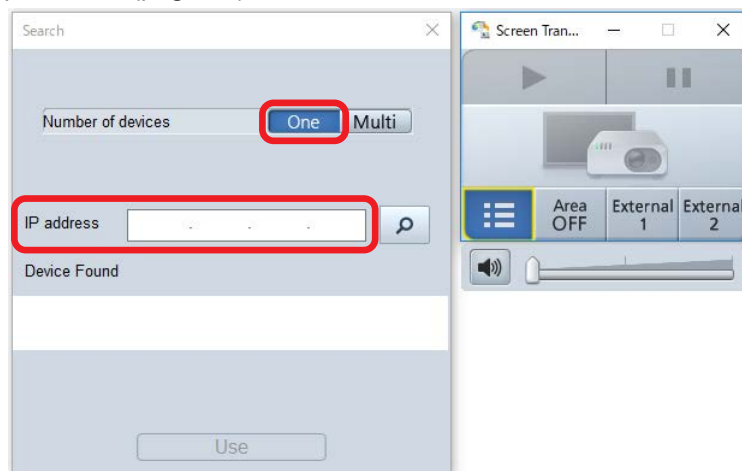 Search
Number of devices One Multi
IP address . . .
Device Found
Use
Screen Tran...
Area OFF
External 1
External 2